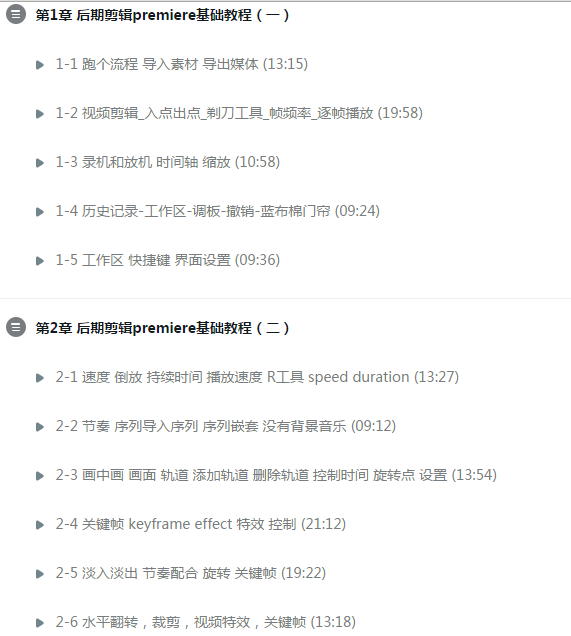 第1章 后期剪辑premiere基础教程（一）
1-1 跑个流程 导入素材 导出媒体 (13:15)
1-2 视频剪辑_入点出点_剃刀工具_帧频率_逐帧播放 (19:58)
1-3 录机和放机 时间轴 缩放 (10:58)
1-4 历史记录-工作区-调板-撤销-蓝布棉门帘 (09:24)
1-5 工作区 快捷键 界面设置 (09:36)
第2章 后期剪辑premiere基础教程（二）
2-1 速度 倒放 持续时间 播放速度 R工具 speed duration (13:27)
2-2 节奏 序列导入序列 序列嵌套 没有背景音乐 (09:12)
2-3 画中画 画面 轨道 添加轨道 删除轨道 控制时间 旋转点 设置 (13:54)
2-4 关键帧 keyframe effect 特效 控制 (21:12)
2-5 淡入淡出 节奏配合 旋转 关键帧 (19:22)
2-6 水平翻转，裁剪，视频特效，关键帧 (13:18)